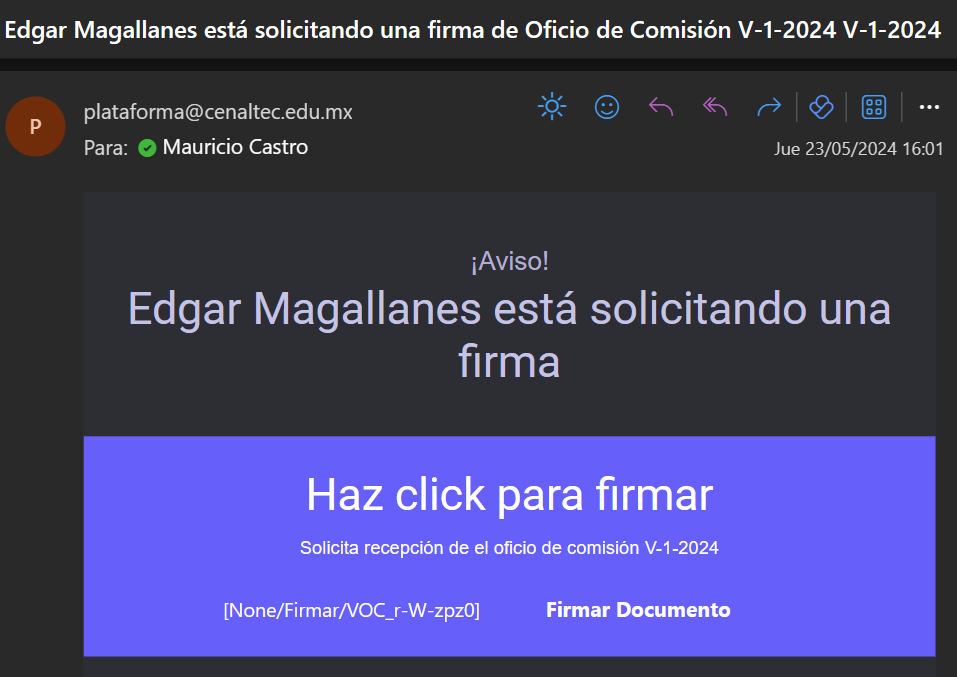 Edgar Magallanes está solicitando una firma de Oficio de Comisión V-1-2024 V-1-2024
P
plataforma@cenaltec.edu.mx
Para: Mauricio Castro
Jue 23/05/2024 16:01
¡Aviso!
Edgar Magallanes está solicitando una
firma
Haz click para firmar
Solicita recepción de el oficio de comisión V-1-2024
[None/Firmar/VOC_r-W-zpz0] Firmar Documento